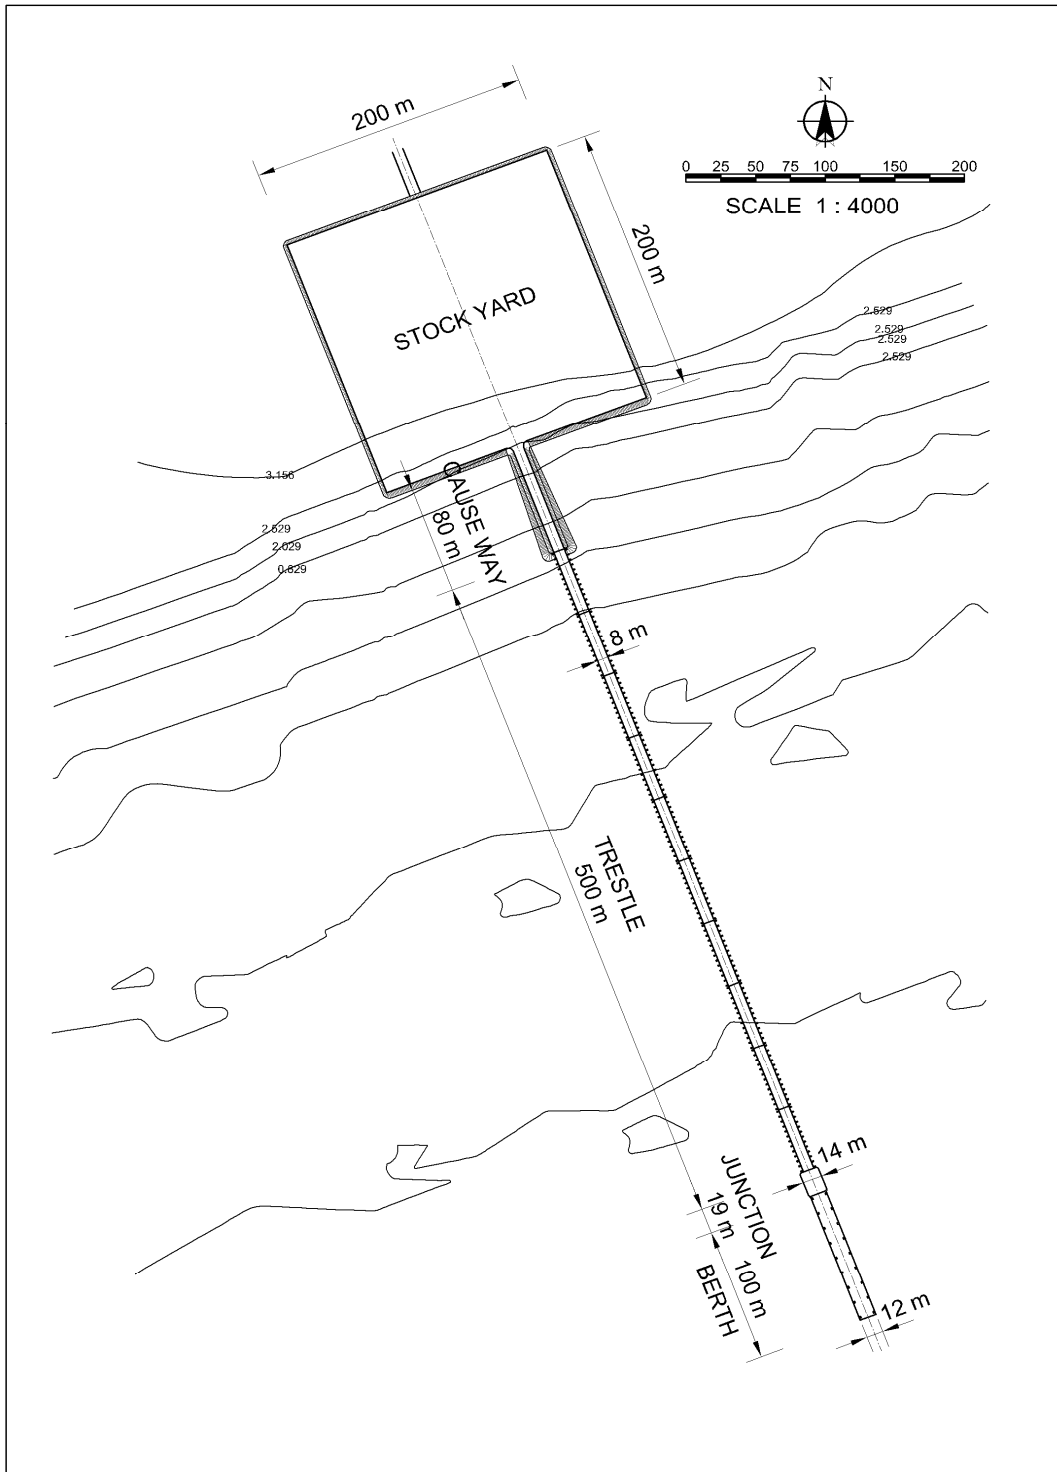 N
200 m
0 25 50 75 100 150 200
SCALE 1 : 4000
200 m
STOCK YARD
2.529
2.529
2.529
2.529
3.156
CAUSE WAY
80 m
2.529
2.029
0.629
8 m
TRESTLE
500 m
14 m
JUNCTION
19 m
100 m
BERTH
12 m